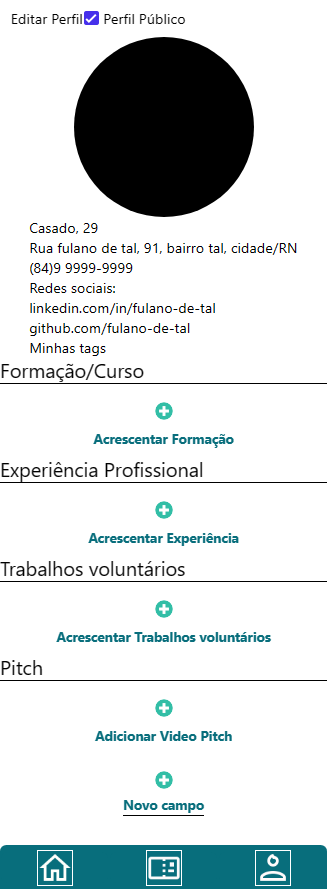 Editar Perfil Perfil Público
Casado, 29
Rua fulano de tal, 91, bairro tal, cidade/RN
(84)9 9999-9999
Redes sociais:
linkedin.com/in/fulano-de-tal
github.com/fulano-de-tal
Minhas tags
Formação/Curso
Acrescentar Formação
Experiência Profissional
Acrescentar Experiência
Trabalhos voluntários
Acrescentar Trabalhos voluntários
Pitch
Adicionar Video Pitch
Novo campo